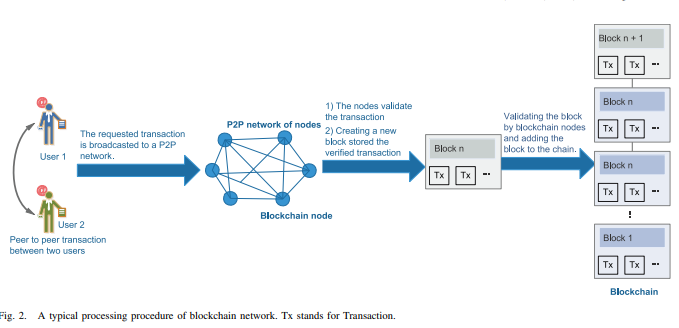 Block n + 1
Tx Tx ...
Block n
Tx Tx ...
Block n
Tx Tx ...
Block 1
Tx Tx ...
Blockchain
User 1
User 2
Peer to peer transaction
between two users
The requested transaction
is broadcasted to a P2P
network.
P2P network of nodes
Blockchain node
1) The nodes validate
the transaction
2) Creating a new
block stored the
verified transaction
Block n
Tx Tx ...
Validating the block
by blockchain nodes
and adding the
block to the chain.
Fig. 2. A typical processing procedure of blockchain network. Tx stands for Transaction.